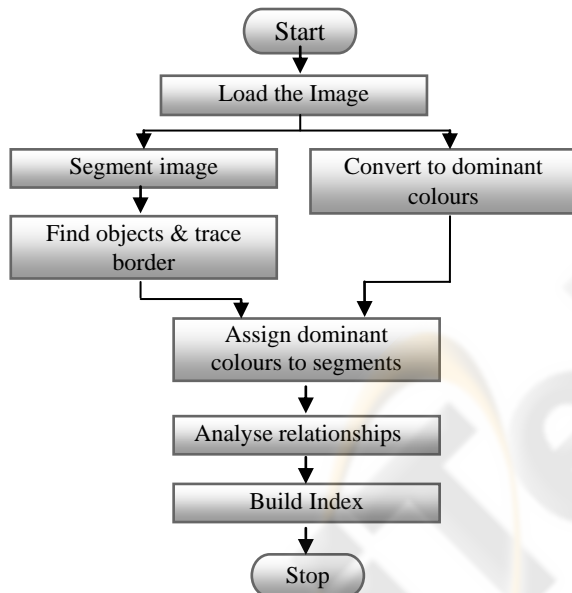 Start
Load the Image
Segment image
Convert to dominant
colours
Find objects & trace
border
Assign dominant
colours to segments
Analyse relationships
Build Index
Stop